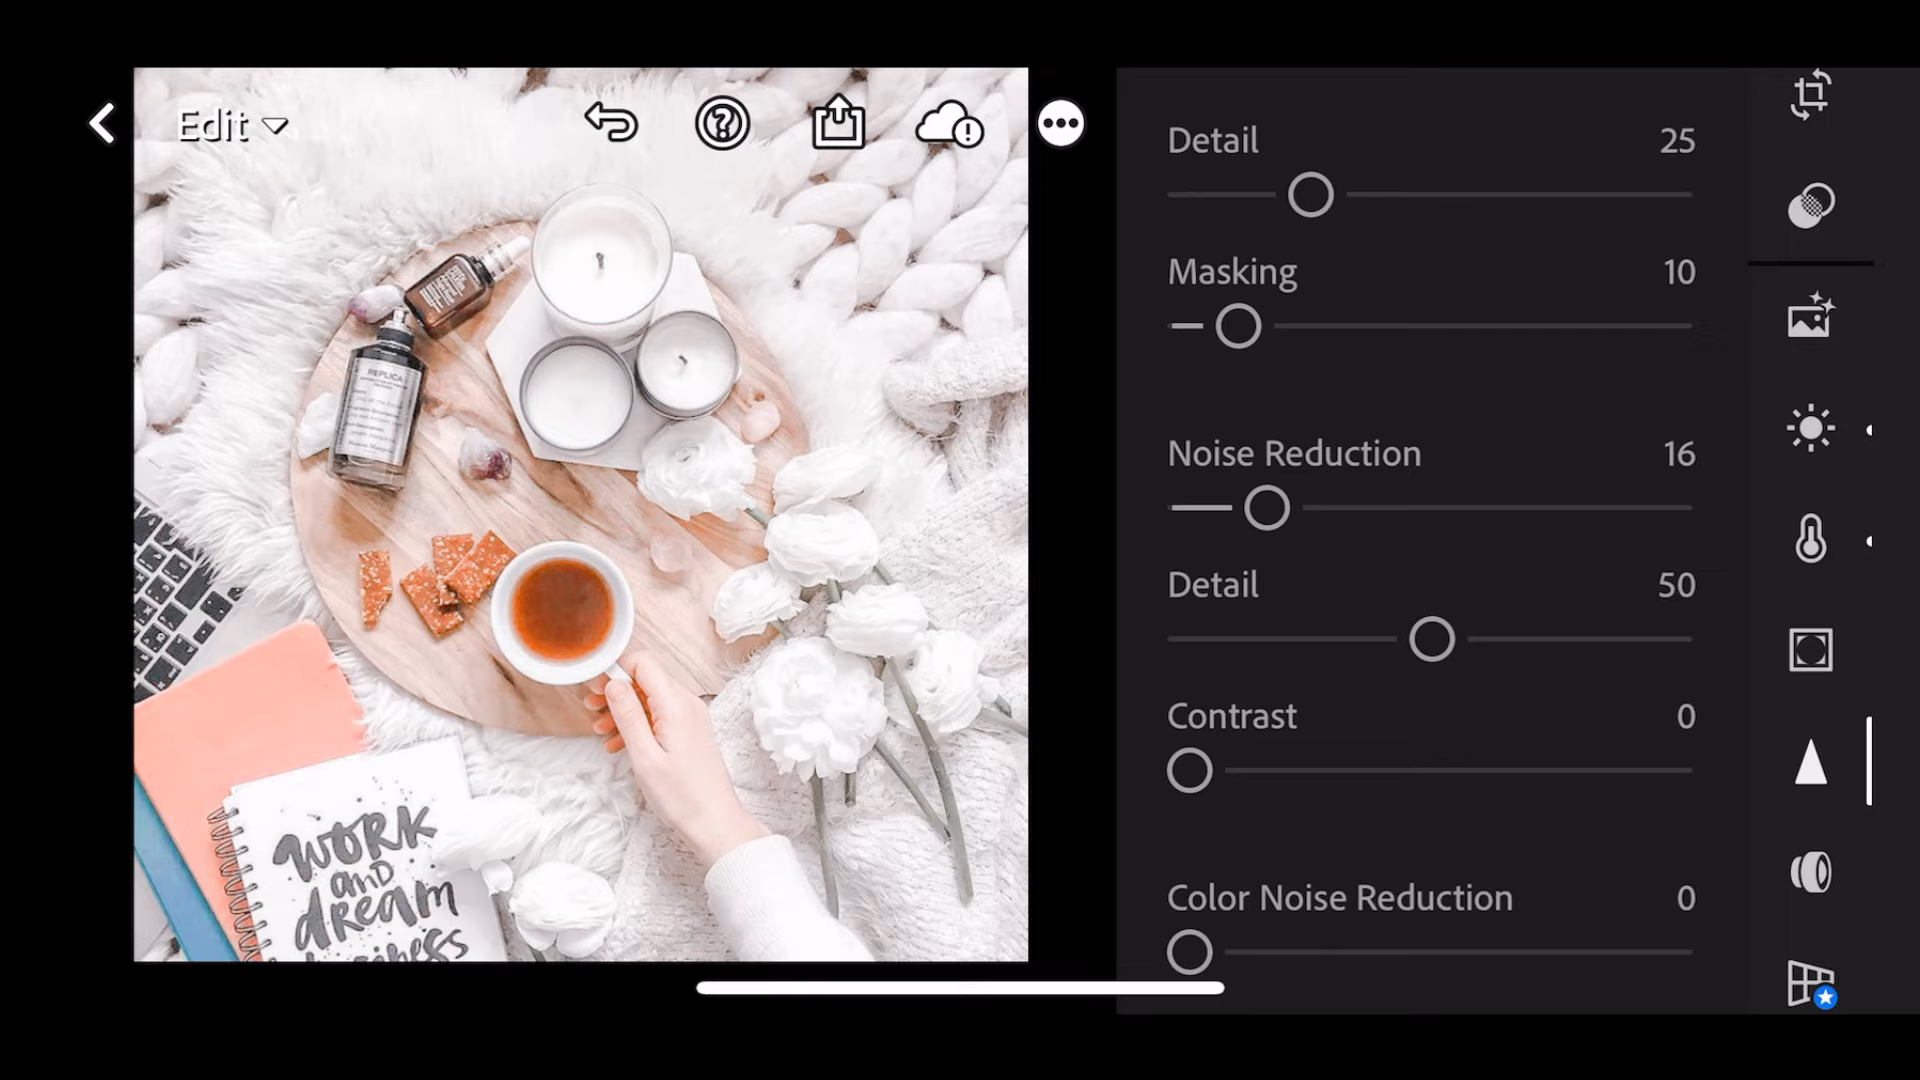 Edit
Detail 25
Masking 10
Noise Reduction 16
Detail 50
Contrast 0
Color Noise Reduction 0
REPLICA
WORK
and
dream